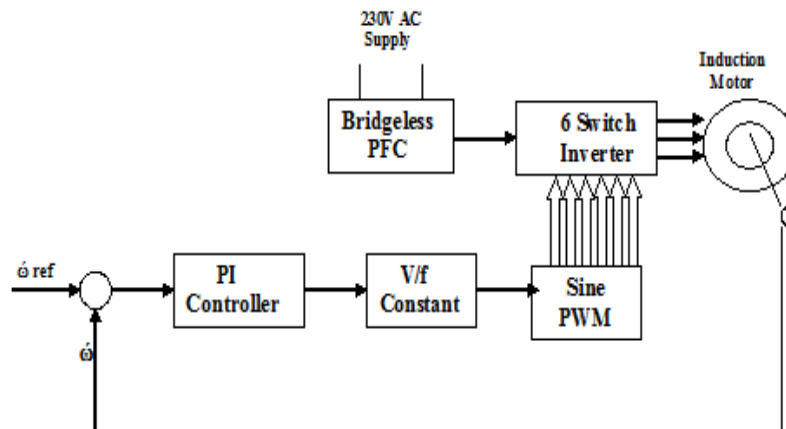 230V AC
Supply
Induction
Motor
Bridgeless
PFC
6 Switch
Inverter
ώ ref
PI
Controller
V/f
Constant
Sine
PWM
ώ